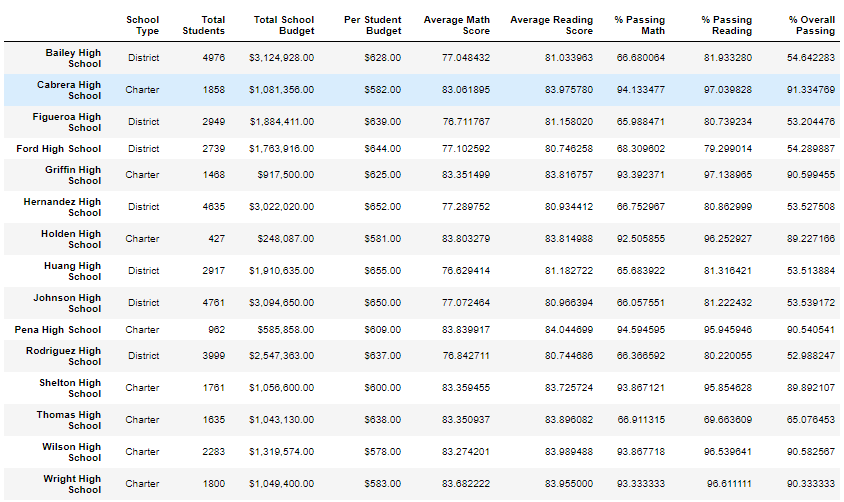 School Type Total Students Total School Budget Per Student Budget Average Math Score Average Reading Score % Passing Math % Passing Reading % Overall Passing
Bailey High School District 4976 $3,124,928.00 $628.00 77.048432 81.033963 66.680064 81.933280 54.642283
Cabrera High School Charter 1858 $1,081,356.00 $582.00 83.061895 83.975780 94.133477 97.039828 91.334769
Figueroa High School District 2949 $1,884,411.00 $639.00 76.711767 81.158020 65.988471 80.739234 53.204476
Ford High School District 2739 $1,763,916.00 $644.00 77.102592 80.746258 68.309602 79.299014 54.289887
Griffin High School Charter 1468 $917,500.00 $625.00 83.351499 83.816757 93.392371 97.138965 90.599455
Hernandez High School District 4635 $3,022,020.00 $652.00 77.289752 80.934412 66.752967 80.862999 53.527508
Holden High School Charter 427 $248,087.00 $581.00 83.803279 83.814988 92.505855 96.252927 89.227166
Huang High School District 2917 $1,910,635.00 $655.00 76.629414 81.182722 65.683922 81.316421 53.513884
Johnson High School District 4761 $3,094,650.00 $650.00 77.072464 80.966394 66.057551 81.222432 53.539172
Pena High School Charter 962 $585,858.00 $609.00 83.839917 84.044699 94.594595 95.945946 90.540541
Rodriguez High School District 3999 $2,547,363.00 $637.00 76.842711 80.744686 66.366592 80.220055 52.988247
Shelton High School Charter 1761 $1,056,600.00 $600.00 83.359455 83.725724 93.867121 95.854628 89.892107
Thomas High School Charter 1635 $1,043,130.00 $638.00 83.350937 83.896082 66.911315 69.663609 65.076453
Wilson High School Charter 2283 $1,319,574.00 $578.00 83.274201 83.989488 93.867718 96.539641 90.582567
Wright High School Charter 1800 $1,049,400.00 $583.00 83.682222 83.955000 93.333333 96.611111 90.333333